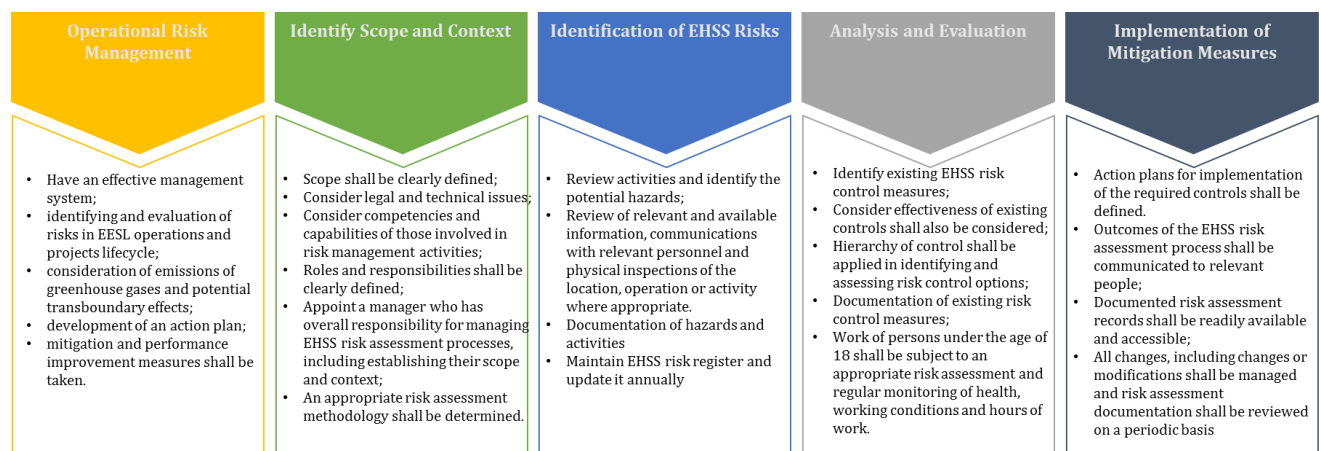 Operational Risk
Management
• Have an effective management
system;
• identifying and evaluation of
risks in EESL operations and
projects lifecycle;
• consideration of emissions of
greenhouse gases and potential
transboundary effects;
• development of an action plan;
• mitigation and performance
improvement measures shall be
taken.
Identify Scope and Context
• Scope shall be clearly defined;
• Consider legal and technical issues;
• Consider competencies and
capabilities of those involved in
risk management activities;
• Roles and responsibilities shall be
clearly defined;
• Appoint a manager who has
overall responsibility for managing
EHSS risk assessment processes,
including establishing their scope
and context;
• An appropriate risk assessment
methodology shall be determined.
Identification of EHSS Risks
• Review activities and identify the
potential hazards;
• Review of relevant and available
information, communications
with relevant personnel and
physical inspections of the
location, operation or activity
where appropriate.
• Documentation of hazards and
activities
• Maintain EHSS risk register and
update it annually
Analysis and Evaluation
• Identify existing EHSS risk
control measures;
• Consider effectiveness of existing
controls shall also be considered;
• Hierarchy of control shall be
applied in identifying and
assessing risk control options;
• Documentation of existing risk
control measures;
• Work of persons under the age of
18 shall be subject to an
appropriate risk assessment and
regular monitoring of health,
working conditions and hours of
work.
Implementation of
Mitigation Measures
• Action plans for implementation
of the required controls shall be
defined.
• Outcomes of the EHSS risk
assessment process shall be
communicated to relevant
people;
• Documented risk assessment
records shall be readily available
and accessible;
• All changes, including changes or
modifications shall be managed
and risk assessment
documentation shall be reviewed
on a periodic basis